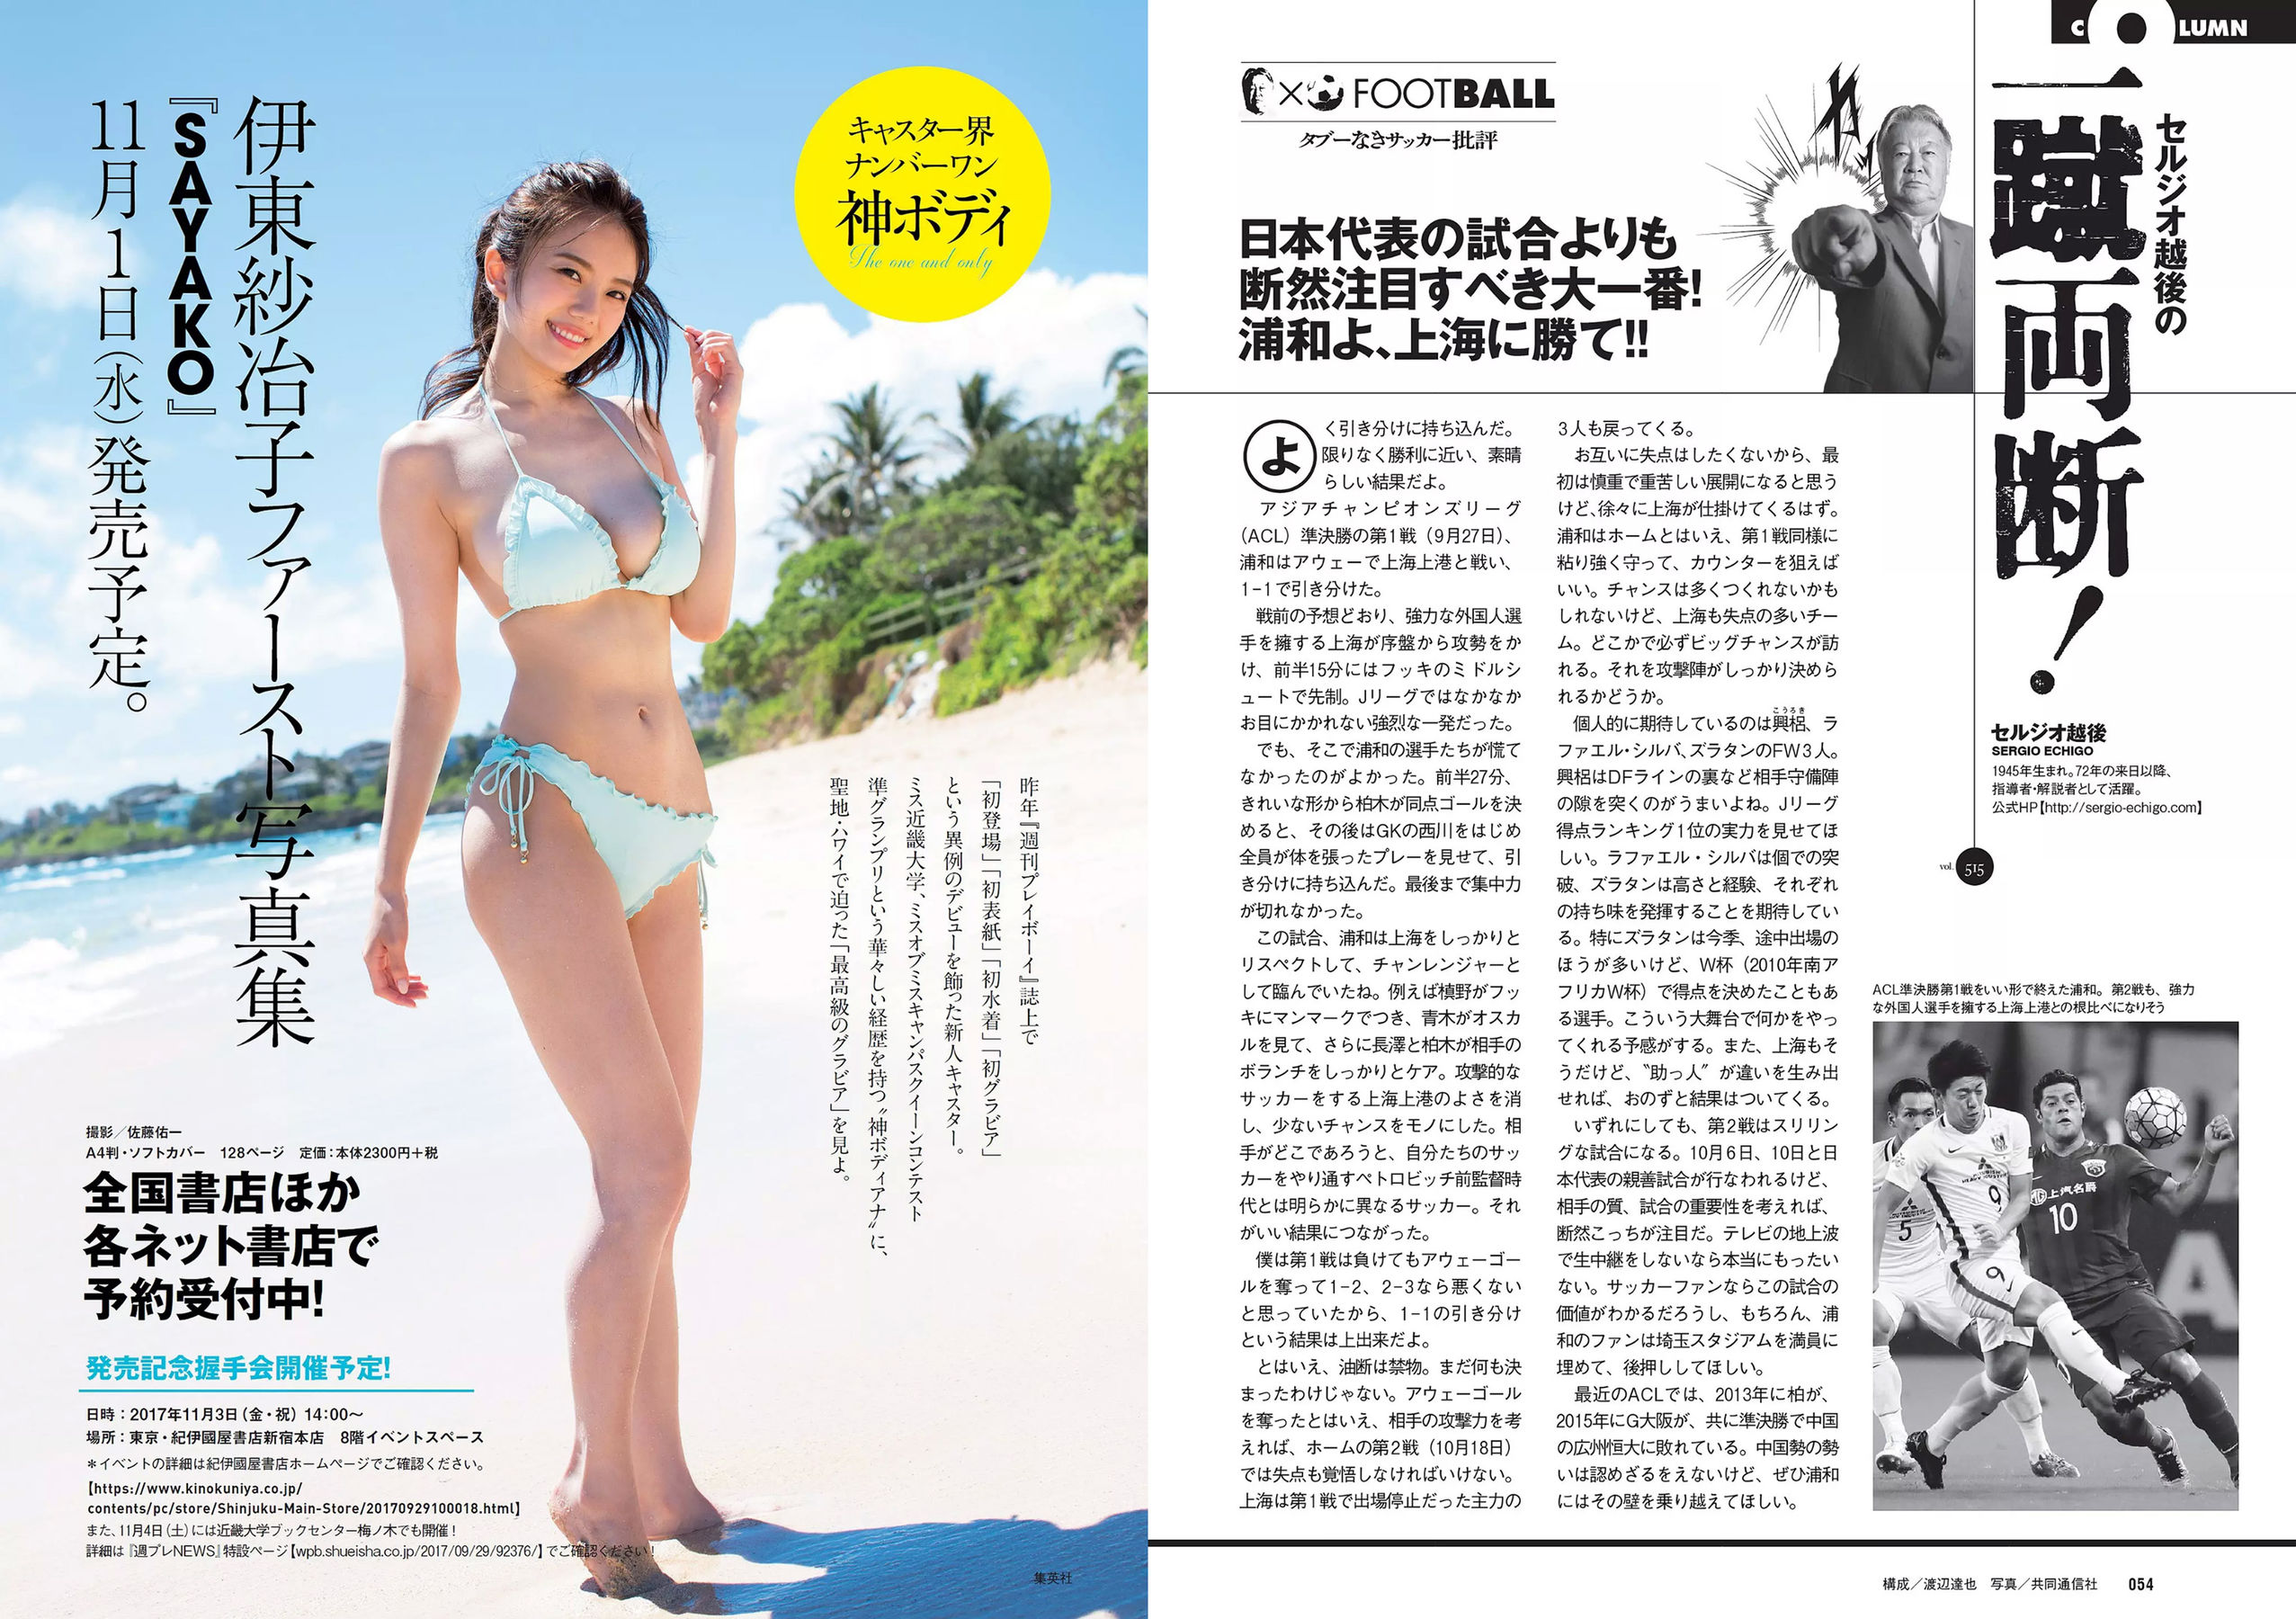 キャスター界
ナンバーワン
神ボディ
The one and only
伊東紗冶子ファースト写真集
『SAYAKO』
11月1日(水)発売予定。
昨年『週刊プレイボーイ』誌上で
「初登場」「初表紙」「初水着」「初グラビア」
という異例のデビューを飾った新人キャスター。
ミス近畿大学、ミスオブミスキャンパスクイーンコンテスト
準グランプリという華々しい経歴を持つ〝神ボディアナ〟に、
聖地・ハワイで迫った「最高級のグラビア」を見よ。
撮影/佐藤佑一
A4判・ソフトカバー 128ページ 定価:本体2300円+税
全国書店ほか
各ネット書店で
予約受付中!
発売記念握手会開催予定!
日時:2017年11月3日(金・祝)14:00〜
場所:東京・紀伊國屋書店新宿本店 8階イベントスペース
*イベントの詳細は紀伊國屋書店ホームページでご確認ください。
【https://www.kinokuniya.co.jp/
contents/pc/store/Shinjuku-Main-Store/20170929100018.html】
また、11月4日(土)には近畿大学ブックセンター梅ノ木でも開催!
詳細は『週プレNEWS』特設ページ【wpb.shueisha.co.jp/2017/09/29/92376/】でご確認ください!
集英社
COLUMN
セルジオ越後の
一蹴両断!
×FOOTBALL
タブーなきサッカー批評
日本代表の試合よりも
断然注目すべき大一番!
浦和よ、上海に勝て!!
よく引き分けに持ち込んだ。
限りなく勝利に近い、素晴
らしい結果だよ。
アジアチャンピオンズリーグ
(ACL)準決勝の第1戦(9月27日)、
浦和はアウェーで上海上港と戦い、
1-1で引き分けた。
戦前の予想どおり、強力な外国人選
手を擁する上海が序盤から攻勢をか
け、前半15分にはフッキのミドルシ
ュートで先制。Jリーグではなかなか
お目にかかれない強烈な一発だった。
でも、そこで浦和の選手たちが慌て
なかったのがよかった。前半27分、
きれいな形から柏木が同点ゴールを決
めると、その後はGKの西川をはじめ
全員が体を張ったプレーを見せて、引
き分けに持ち込んだ。最後まで集中力
が切れなかった。
この試合、浦和は上海をしっかりと
リスペクトして、チャンレンジャーと
して臨んでいたね。例えば槙野がフッ
キにマンマークでつき、青木がオスカ
ルを見て、さらに長澤と柏木が相手の
ボランチをしっかりとケア。攻撃的な
サッカーをする上海上港のよさを消
し、少ないチャンスをモノにした。相
手がどこであろうと、自分たちのサッ
カーをやり通すペトロビッチ前監督時
代とは明らかに異なるサッカー。それ
がいい結果につながった。
僕は第1戦は負けてもアウェーゴー
ルを奪って1-2、2-3なら悪くない
と思っていたから、1-1の引き分け
という結果は上出来だよ。
とはいえ、油断は禁物。まだ何も決
まったわけじゃない。アウェーゴール
を奪ったとはいえ、相手の攻撃力を考
えれば、ホームの第2戦(10月18日)
では失点も覚悟しなければいけない。
上海は第1戦で出場停止だった主力の
3人も戻ってくる。
お互いに失点はしたくないから、最
初は慎重で重苦しい展開になると思う
けど、徐々に上海が仕掛けてくるはず。
浦和はホームとはいえ、第1戦同様に
粘り強く守って、カウンターを狙えば
いい。チャンスは多くつくれないかも
しれないけど、上海も失点の多いチー
ム。どこかで必ずビッグチャンスが訪
れる。それを攻撃陣がしっかり決めら
れるかどうか。
こうろき
個人的に期待しているのは興梠、ラ
ファエル・シルバ、ズラタンのFW3人。
興梠はDFラインの裏など相手守備陣
の隙を突くのがうまいよね。Jリーグ
得点ランキング1位の実力を見せてほ
しい。ラファエル・シルバは個での突
破、ズラタンは高さと経験、それぞれ
の持ち味を発揮することを期待してい
る。特にズラタンは今季、途中出場の
ほうが多いけど、W杯(2010年南ア
フリカW杯)で得点を決めたこともあ
る選手。こういう大舞台で何かをやっ
てくれる予感がする。また、上海もそ
うだけど、〝助っ人〟が違いを生み出
せれば、おのずと結果はついてくる。
いずれにしても、第2戦はスリリン
グな試合になる。10月6日、10日と日
本代表の親善試合が行なわれるけど、
相手の質、試合の重要性を考えれば、
断然こっちが注目だ。テレビの地上波
で生中継をしないなら本当にもったい
ない。サッカーファンならこの試合の
価値がわかるだろうし、もちろん、浦
和のファンは埼玉スタジアムを満員に
埋めて、後押ししてほしい。
最近のACLでは、2013年に柏が、
2015年にG大阪が、共に準決勝で中国
の広州恒大に敗れている。中国勢の勢
いは認めざるをえないけど、ぜひ浦和
にはその壁を乗り越えてほしい。
セルジオ越後
SERGIO ECHIGO
1945年生まれ。72年の来日以降、
指導者・解説者として活躍。
公式HP【http://sergio-echigo.com】
vol. 515
ACL準決勝第1戦をいい形で終えた浦和。第2戦も、強力
な外国人選手を擁する上海上港との根比べになりそう
5
9
9
上汽名爵
10
A
構成/渡辺達也 写真/共同通信社 054